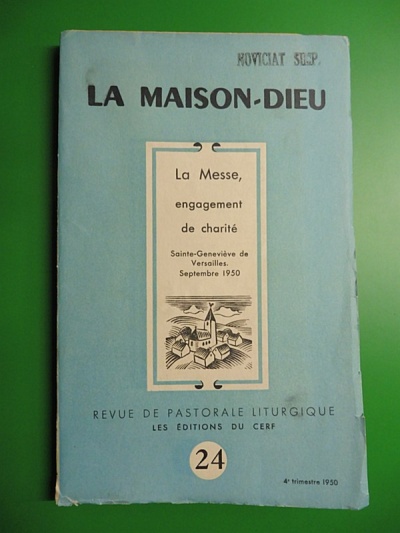 NOVICIAT SUSP.
LA MAISON-DIEU
La Messe,
engagement
de charité
Sainte-Geneviève de
Versailles.
Septembre 1950
REVUE DE PASTORALE LITURGIQUE
LES ÉDITIONS DU CERF
24
4e trimestre 1950